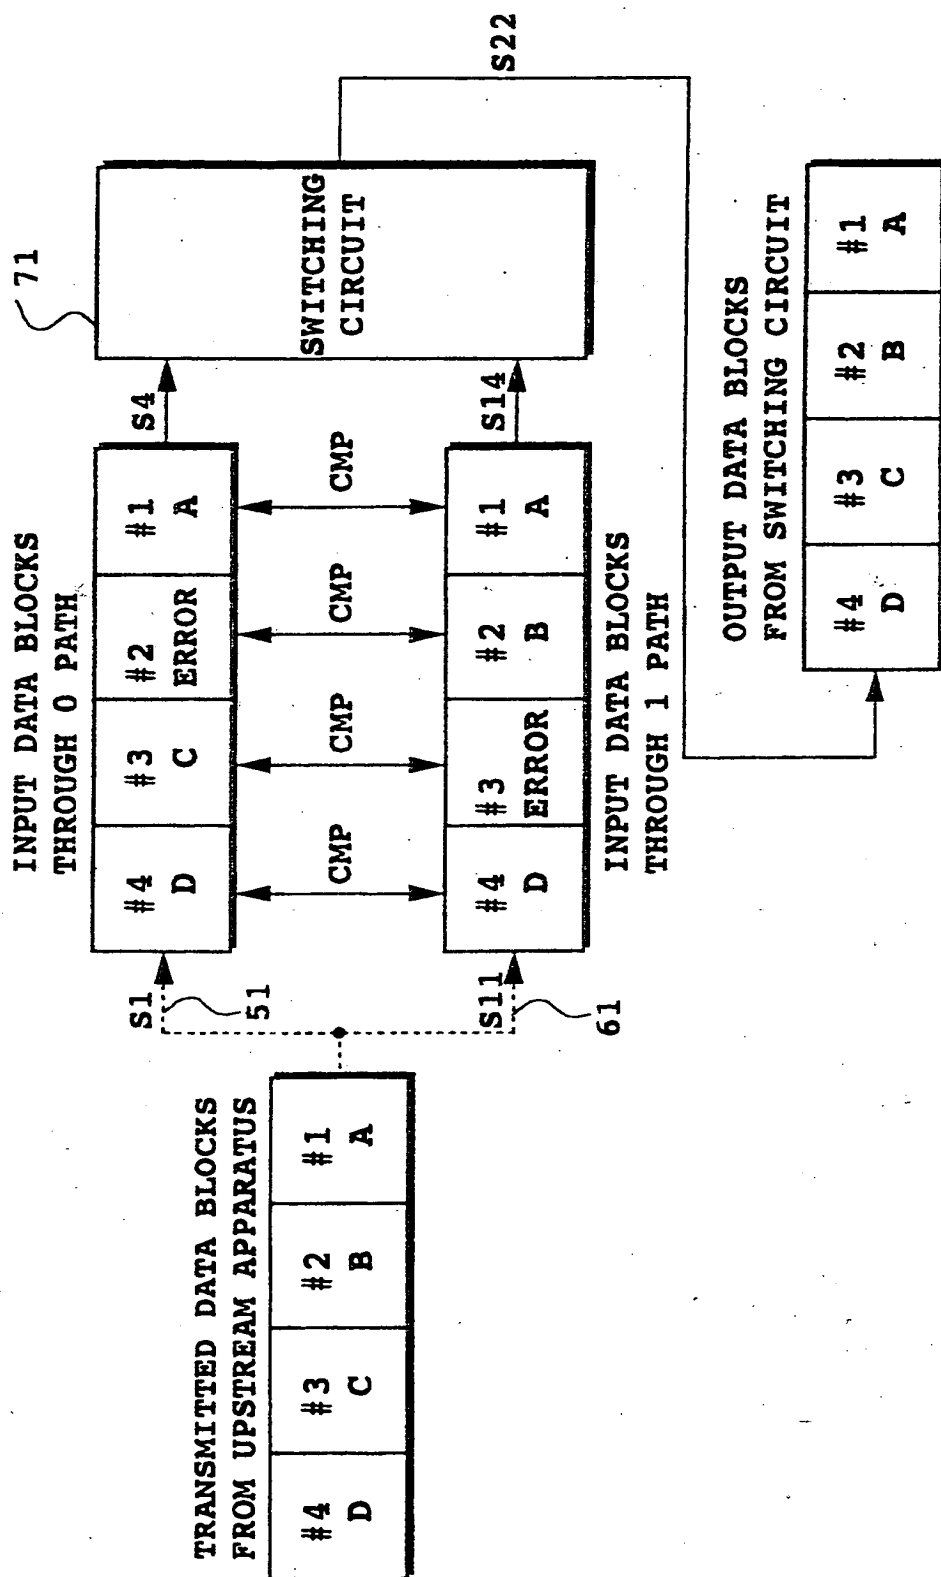 TRANSMITTED DATA BLOCKS
FROM UPSTREAM APPARATUS
#4 #3 #2 #1
D C B A
S1
51
S11
61
INPUT DATA BLOCKS
THROUGH 0 PATH
#4 #3 #2 #1
D C ERROR A
CMP CMP CMP CMP
#4 #3 #2 #1
D ERROR B A
INPUT DATA BLOCKS
THROUGH 1 PATH
S4
S14
71
SWITCHING
CIRCUIT
S22
OUTPUT DATA BLOCKS
FROM SWITCHING CIRCUIT
#4 #3 #2 #1
D C B A